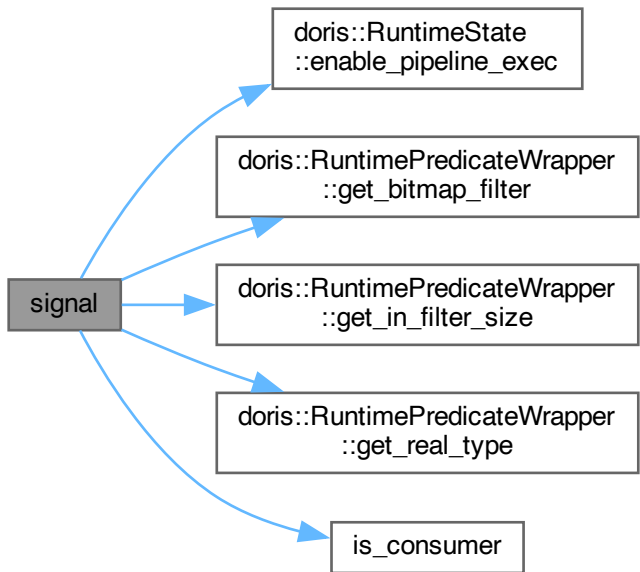 doris::RuntimeState
::enable_pipeline_exec
doris::RuntimePredicateWrapper
::get_bitmap_filter
signal
doris::RuntimePredicateWrapper
::get_in_filter_size
doris::RuntimePredicateWrapper
::get_real_type
is_consumer